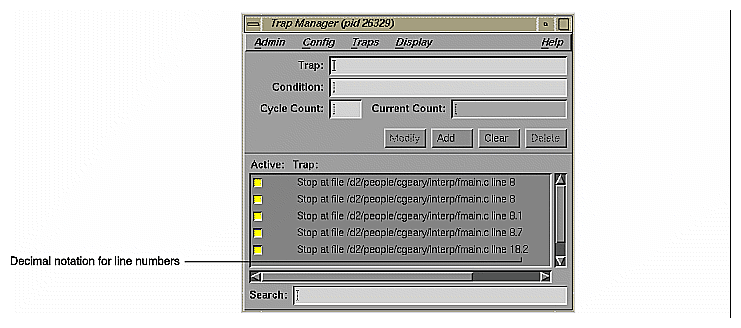 Trap Manager (pid 26329)
Admin Config Traps Display Help
Trap:
Condition:
Cycle Count: Current Count:
Modify Add Clear Delete
Active: Trap:
Stop at file /d2/people/cgeary/interp/fmain.c line 8
Stop at file /d2/people/cgeary/interp/fmain.c line 8
Stop at file /d2/people/cgeary/interp/fmain.c line 8.1
Stop at file /d2/people/cgeary/interp/fmain.c line 8.7
Stop at file /d2/people/cgeary/interp/fmain.c line 18.2
Decimal notation for line numbers
Search: